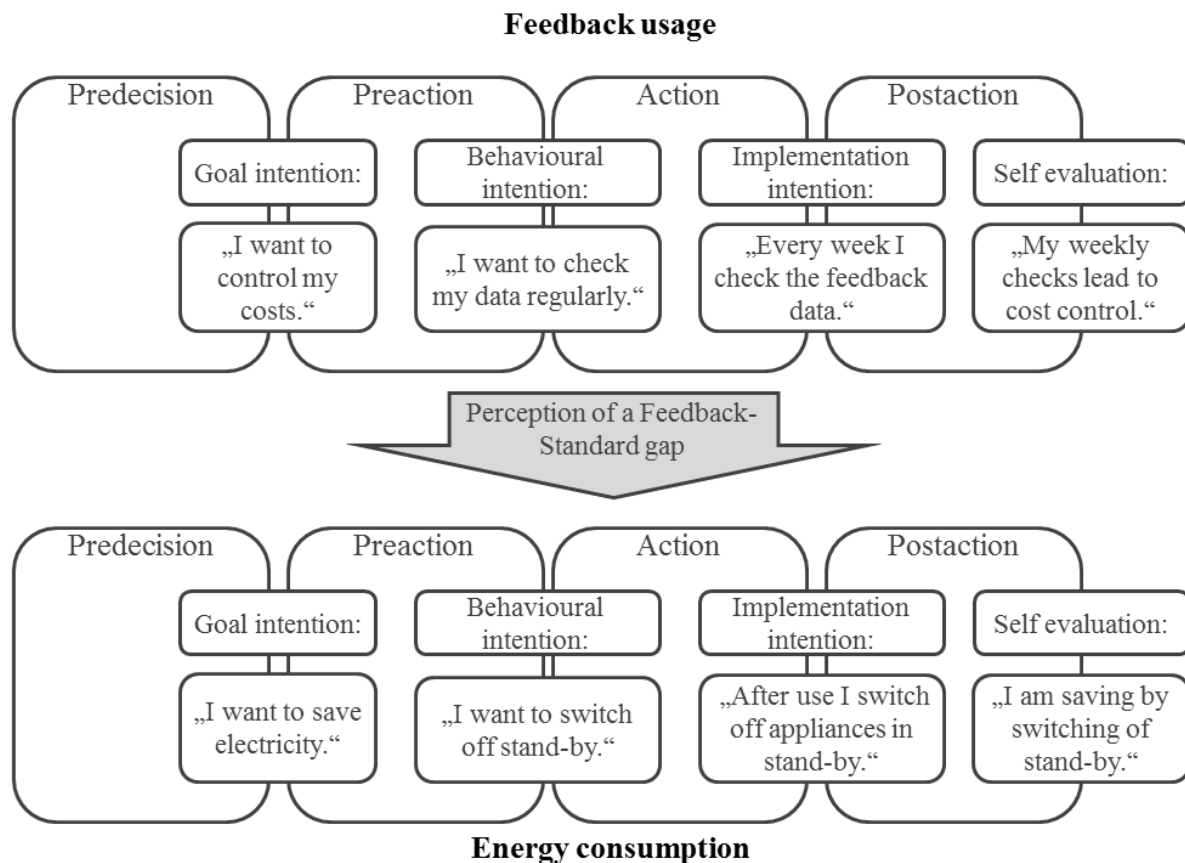 Feedback usage
Predecision
Preaction
Action
Postaction
Goal intention:
Behavioural
intention:
Implementation
intention:
Self evaluation:
„I want to
control my
costs.“
„I want to check
my data regularly.“
„Every week I
check the feedback
data.“
„My weekly
checks lead to
cost control.“
Perception of a Feedback-
Standard gap
Predecision
Preaction
Action
Postaction
Goal intention:
Behavioural
intention:
Implementation
intention:
Self evaluation:
„I want to save
electricity.“
„I want to switch
off stand-by.“
„After use I switch
off appliances in
stand-by.“
„I am saving by
switching of
stand-by.“
Energy consumption